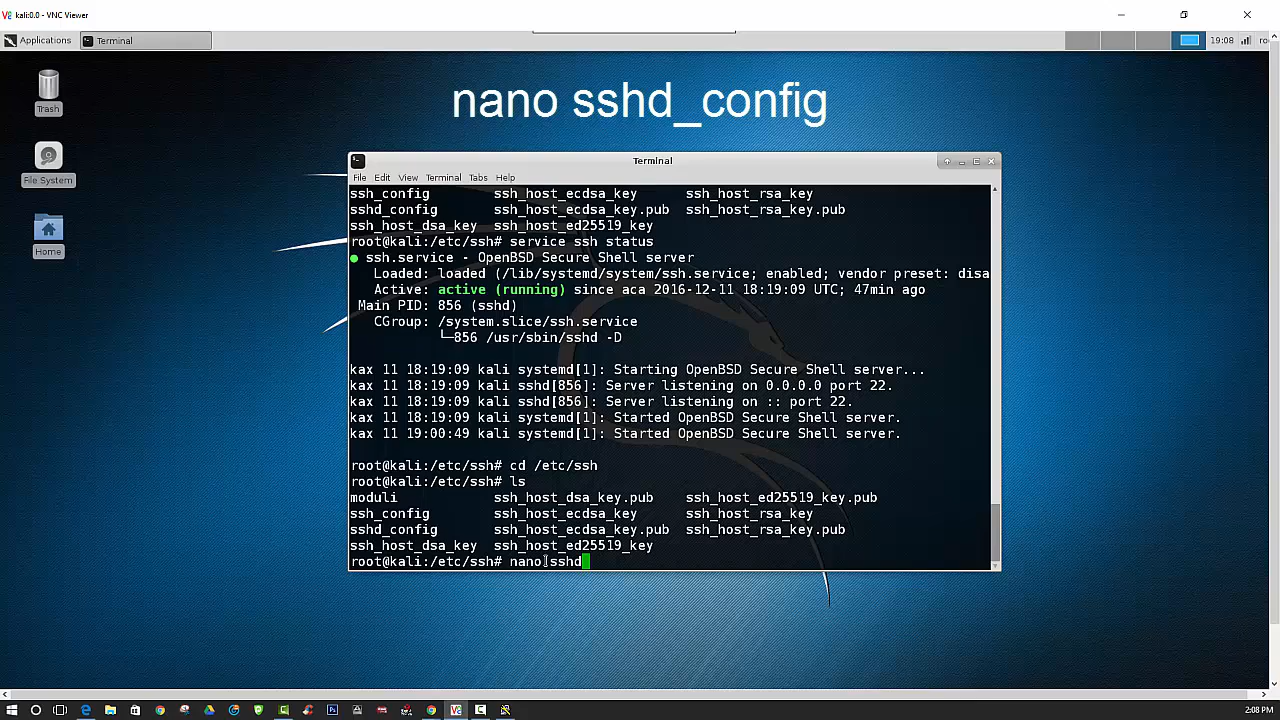 kali:0.0 - VNC Viewer
Applications
Terminal
19:08
ro
Trash
File System
Home
nano sshd_config
Terminal
File Edit View Terminal Tabs Help
ssh_config ssh_host_ecdsa_key ssh_host_rsa_key
sshd_config ssh_host_ecdsa_key.pub ssh_host_rsa_key.pub
ssh_host_dsa_key ssh_host_ed25519_key
root@kali:/etc/ssh# service ssh status
● ssh.service - OpenBSD Secure Shell server
Loaded: loaded (/lib/systemd/system/ssh.service; enabled; vendor preset: disa
Active: active (running) since aca 2016-12-11 18:19:09 UTC; 47min ago
Main PID: 856 (sshd)
CGroup: /system.slice/ssh.service
└─856 /usr/sbin/sshd -D
kax 11 18:19:09 kali systemd[1]: Starting OpenBSD Secure Shell server...
kax 11 18:19:09 kali sshd[856]: Server listening on 0.0.0.0 port 22.
kax 11 18:19:09 kali sshd[856]: Server listening on :: port 22.
kax 11 18:19:09 kali systemd[1]: Started OpenBSD Secure Shell server.
kax 11 19:00:49 kali systemd[1]: Started OpenBSD Secure Shell server.
root@kali:/etc/ssh# cd /etc/ssh
root@kali:/etc/ssh# ls
moduli ssh_host_dsa_key.pub ssh_host_ed25519_key.pub
ssh_config ssh_host_ecdsa_key ssh_host_rsa_key
sshd_config ssh_host_ecdsa_key.pub ssh_host_rsa_key.pub
ssh_host_dsa_key ssh_host_ed25519_key
root@kali:/etc/ssh# nano sshd
2:08 PM